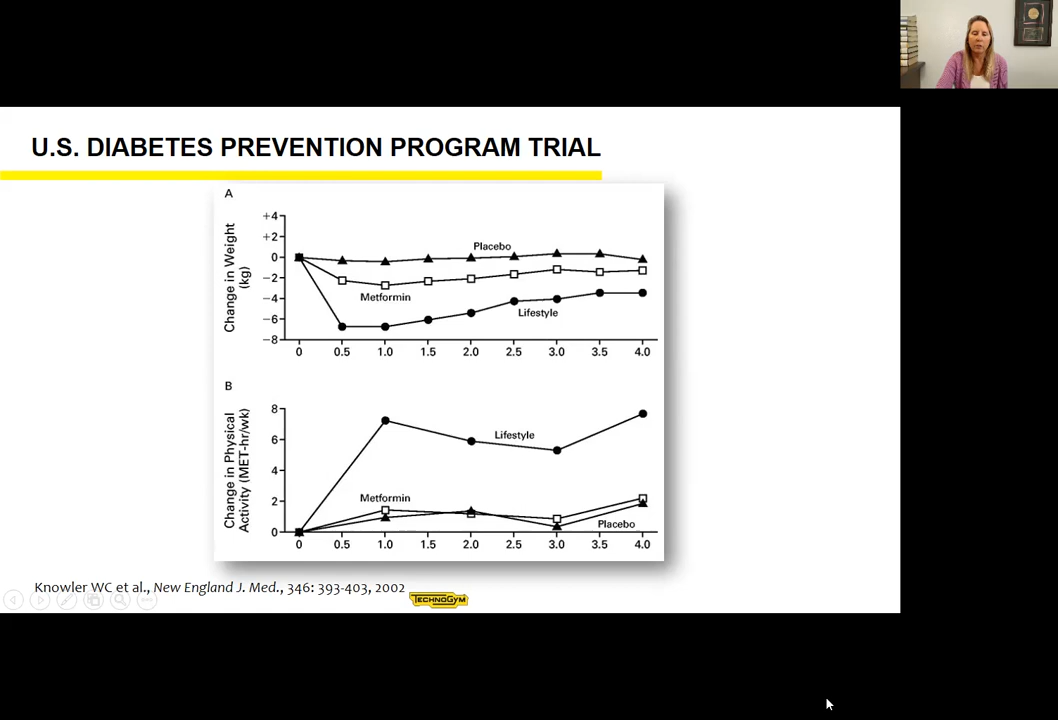 U.S. DIABETES PREVENTION PROGRAM TRIAL
A
Change in Weight
(kg)
+4
+2
0
−2
−4
−6
−8
Placebo
Metformin
Lifestyle
0 0.5 1.0 1.5 2.0 2.5 3.0 3.5 4.0
B
Change in Physical
Activity (MET-hr/wk)
8
6
4
2
0
Lifestyle
Metformin
Placebo
0 0.5 1.0 1.5 2.0 2.5 3.0 3.5 4.0
Knowler WC et al., New England J. Med., 346: 393-403, 2002
TECHNOGYM